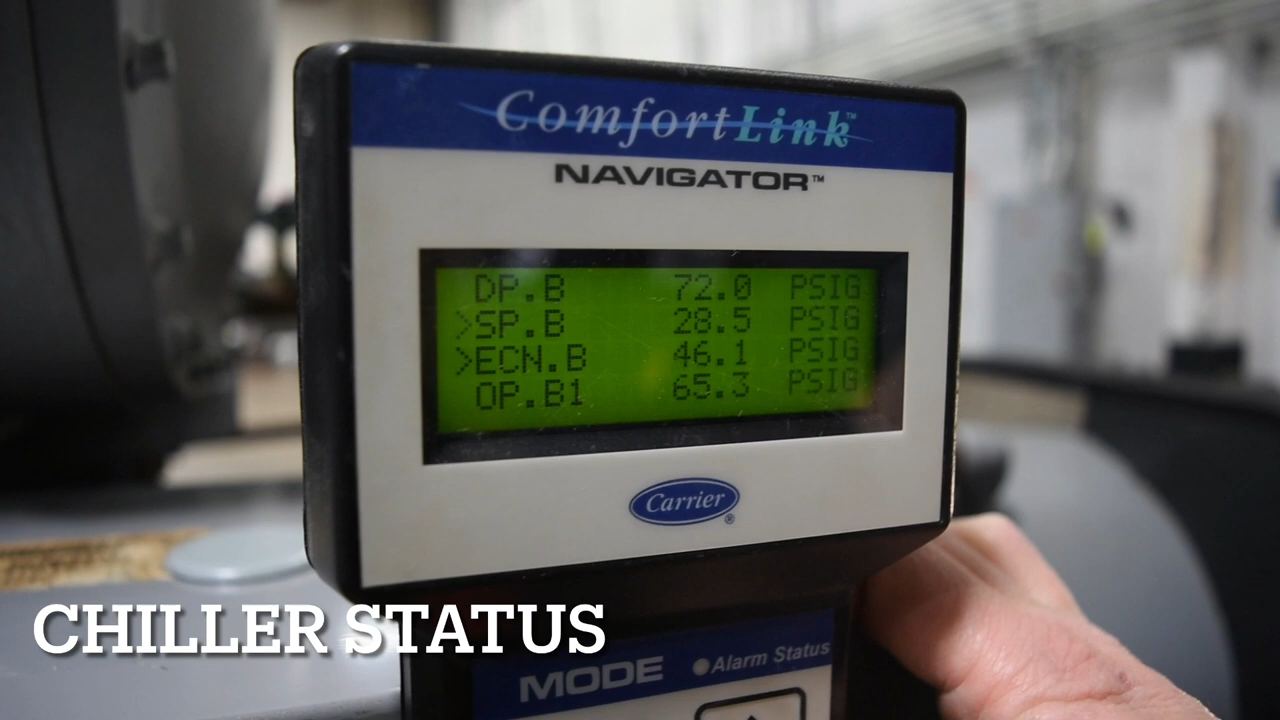 ComfortLink™
NAVIGATOR™
DP.B 72.0 PSIG
>SP.B 28.5 PSIG
>ECN.B 46.1 PSIG
OP.B1 65.3 PSIG
Carrier®
CHILLER STATUS
MODE Alarm Status